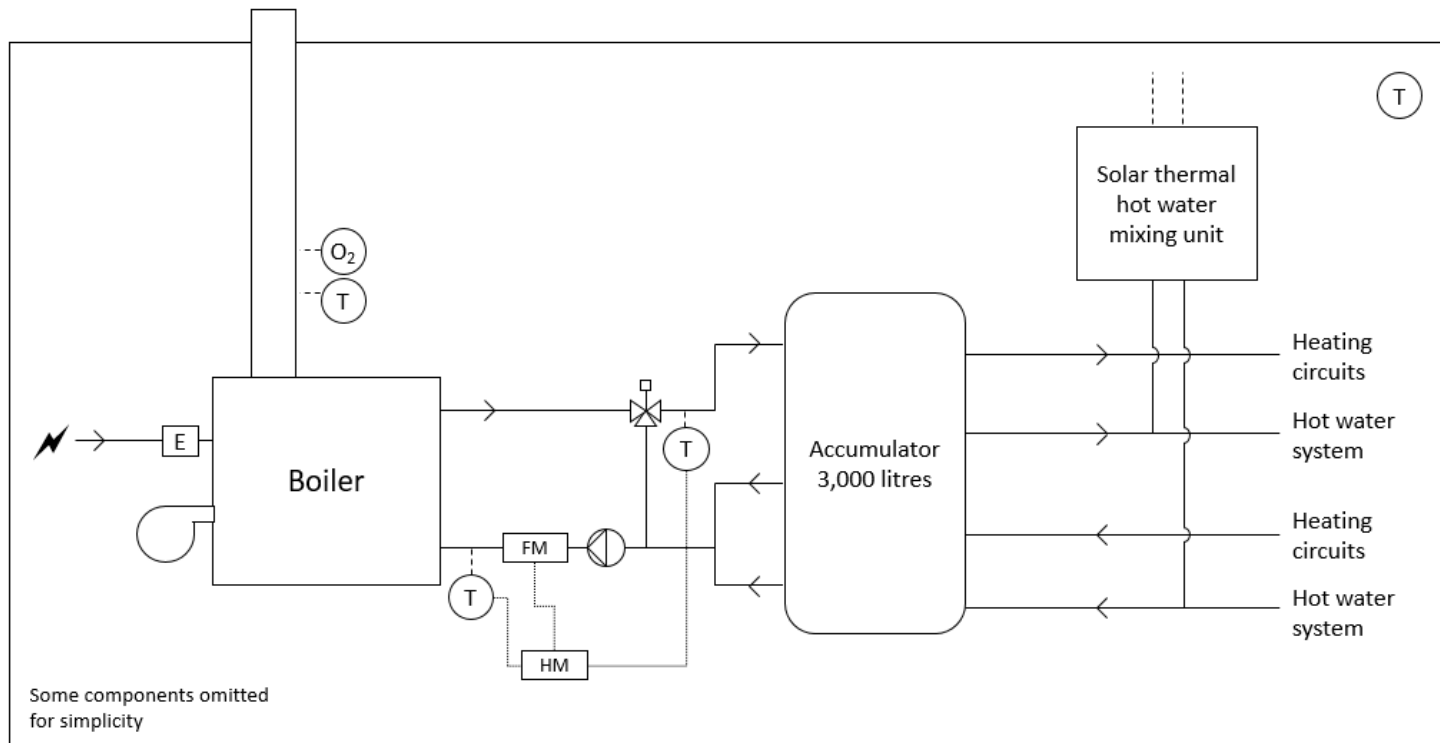 T
Solar thermal
hot water
mixing unit
O₂
T
Heating
circuits
Hot water
system
E
Boiler
T
Accumulator
3,000 litres
FM
Heating
circuits
T
Hot water
system
HM
Some components omitted
for simplicity